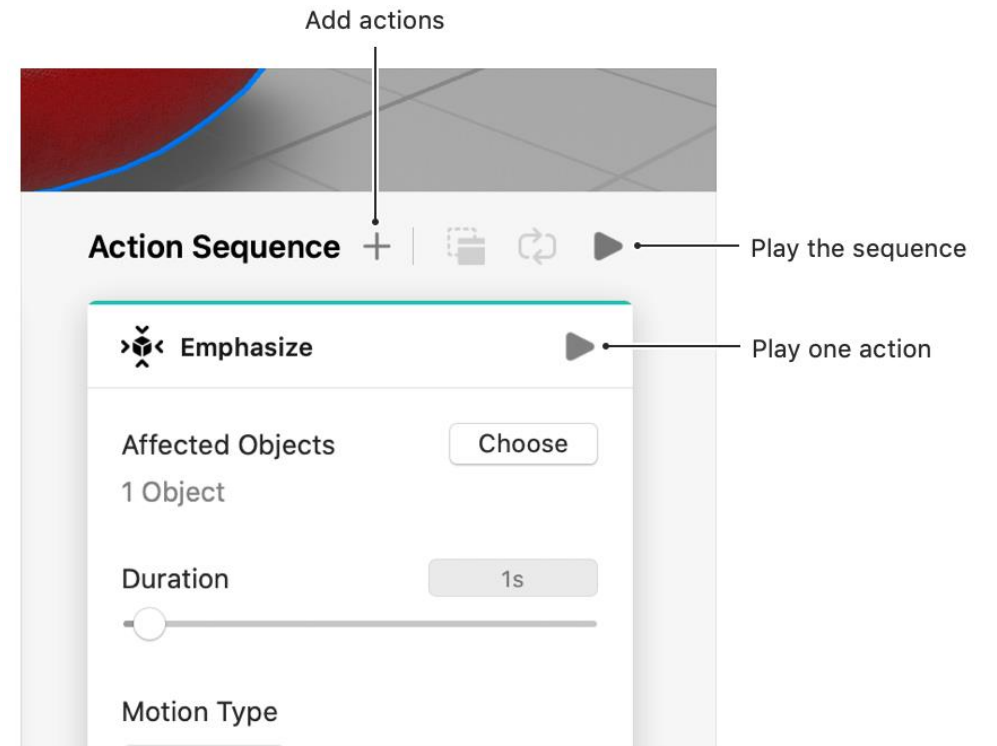 Add actions
Action Sequence
Play the sequence
Emphasize
Play one action
Affected Objects
Choose
1 Object
Duration
1s
Motion Type